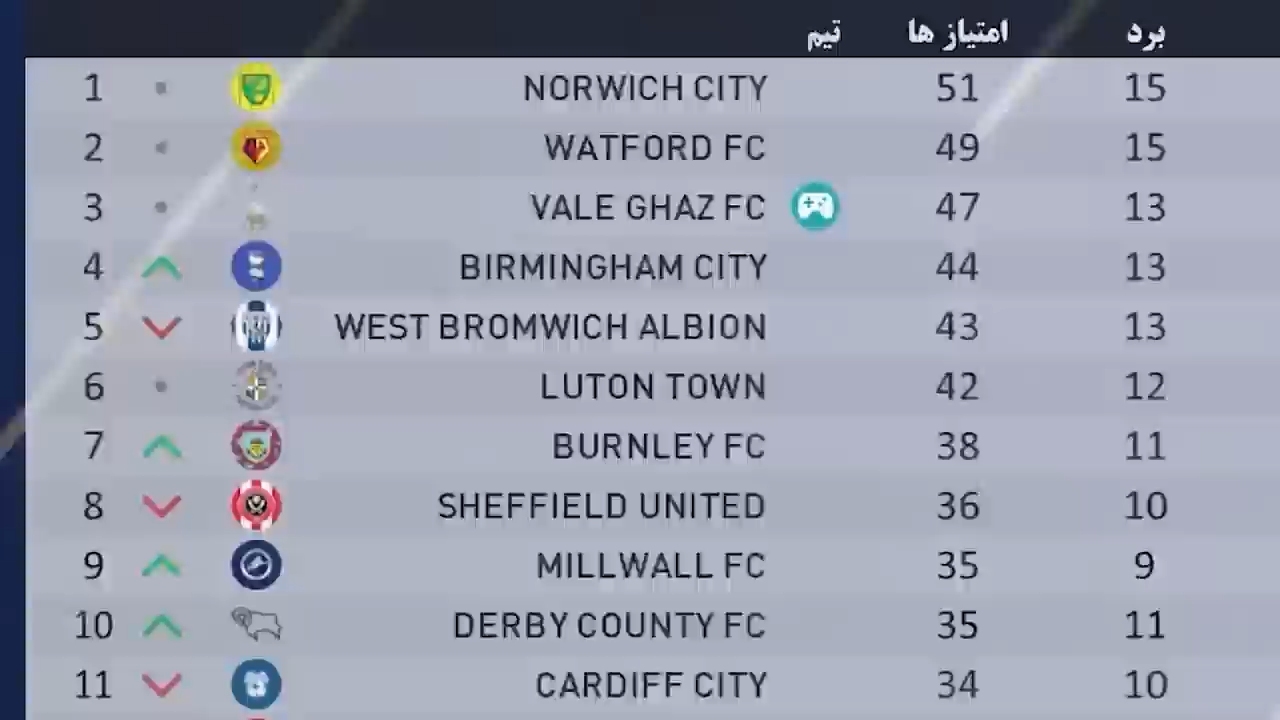 تیم امتیاز ها برد
1 NORWICH CITY 51 15
2 WATFORD FC 49 15
3 VALE GHAZ FC 47 13
4 BIRMINGHAM CITY 44 13
5 WEST BROMWICH ALBION 43 13
6 LUTON TOWN 42 12
7 BURNLEY FC 38 11
8 SHEFFIELD UNITED 36 10
9 MILLWALL FC 35 9
10 DERBY COUNTY FC 35 11
11 CARDIFF CITY 34 10